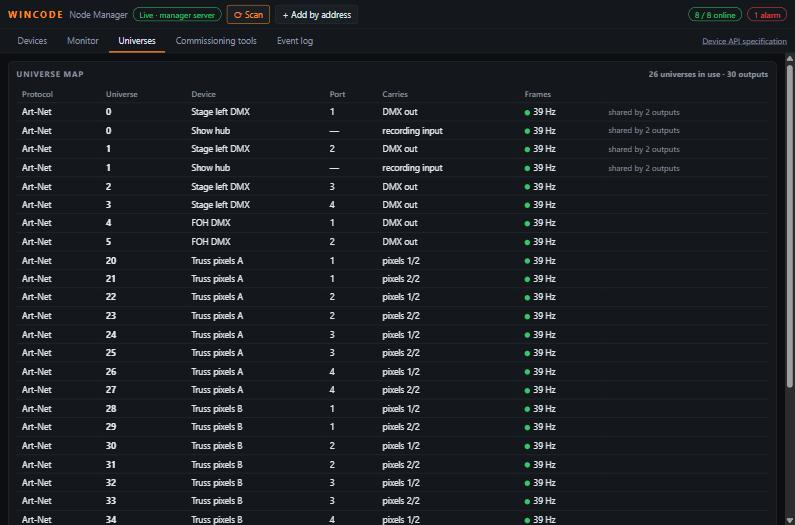 WINCODE Node Manager Live · manager server Scan + Add by address 8 / 8 online 1 alarm
Devices Monitor Universes Commissioning tools Event log Device API specification
UNIVERSE MAP 26 universes in use · 30 outputs
Protocol Universe Device Port Carries Frames
Art-Net 0 Stage left DMX 1 DMX out 39 Hz shared by 2 outputs
Art-Net 0 Show hub — recording input 39 Hz shared by 2 outputs
Art-Net 1 Stage left DMX 2 DMX out 39 Hz shared by 2 outputs
Art-Net 1 Show hub — recording input 39 Hz shared by 2 outputs
Art-Net 2 Stage left DMX 3 DMX out 39 Hz
Art-Net 3 Stage left DMX 4 DMX out 39 Hz
Art-Net 4 FOH DMX 1 DMX out 39 Hz
Art-Net 5 FOH DMX 2 DMX out 39 Hz
Art-Net 20 Truss pixels A 1 pixels 1/2 39 Hz
Art-Net 21 Truss pixels A 1 pixels 2/2 39 Hz
Art-Net 22 Truss pixels A 2 pixels 1/2 39 Hz
Art-Net 23 Truss pixels A 2 pixels 2/2 39 Hz
Art-Net 24 Truss pixels A 3 pixels 1/2 39 Hz
Art-Net 25 Truss pixels A 3 pixels 2/2 39 Hz
Art-Net 26 Truss pixels A 4 pixels 1/2 39 Hz
Art-Net 27 Truss pixels A 4 pixels 2/2 39 Hz
Art-Net 28 Truss pixels B 1 pixels 1/2 39 Hz
Art-Net 29 Truss pixels B 1 pixels 2/2 39 Hz
Art-Net 30 Truss pixels B 2 pixels 1/2 39 Hz
Art-Net 31 Truss pixels B 2 pixels 2/2 39 Hz
Art-Net 32 Truss pixels B 3 pixels 1/2 39 Hz
Art-Net 33 Truss pixels B 3 pixels 2/2 39 Hz
Art-Net 34 Truss pixels B 4 pixels 1/2 39 Hz